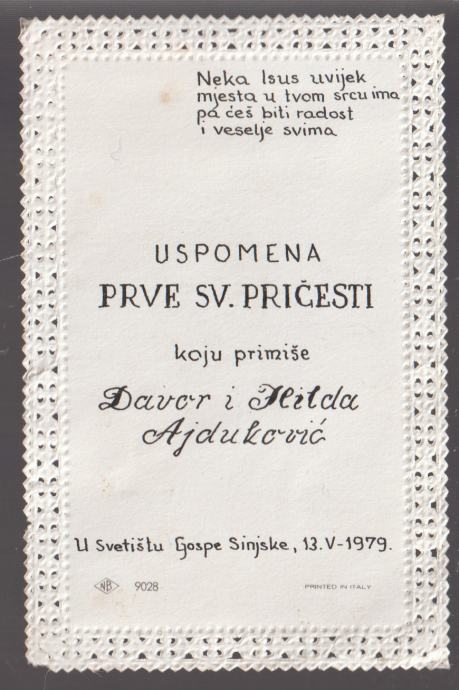 Neka Isus uvijek
mjesta u tvom srcu ima
pa ćeš biti radost
i veselje svima
USPOMENA
PRVE SV. PRIČESTI
koju primiše
Davor i Hilda
Ajduković
U Svetištu Gospe Sinjske, 13. V-1979.
NB 9028 PRINTED IN ITALY